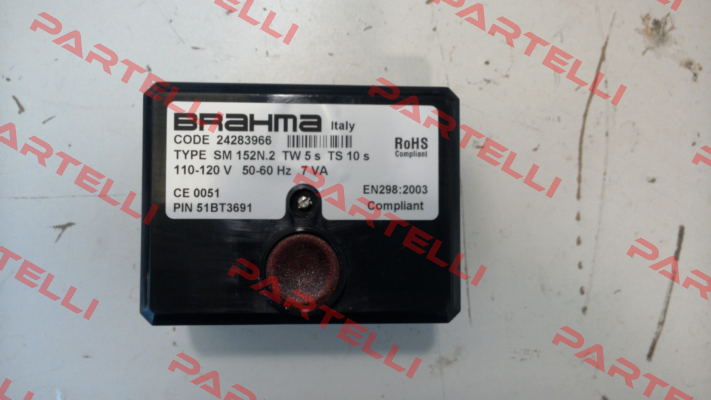 BRAHMA Italy
CODE 24283966
RoHS
Compliant
TYPE SM 152N.2 TW 5 s TS 10 s
110-120 V 50-60 Hz 7 VA
CE 0051
EN298:2003
PIN 51BT3691
Compliant
PARTELLI
PARTELLI
PARTELLI
PARTELLI
PARTELLI
PARTELLI
PARTELLI
PARTELLI
PARTELLI